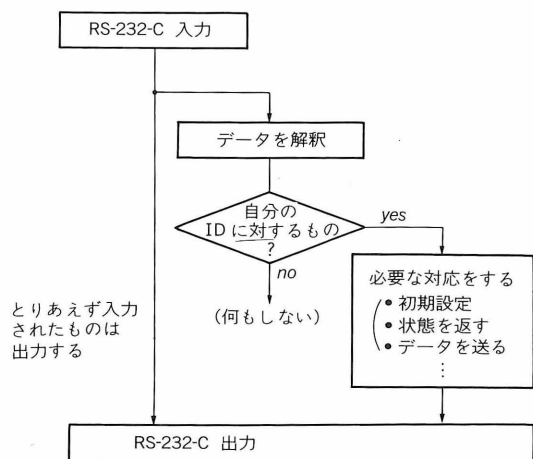 RS-232-C 入力
データを解釈
自分の
ID に対するもの
?
yes
no
(何もしない)
とりあえず入力
されたものは
出力する
必要な対応をする
• 初期設定
• 状態を返す
• データを送る
⋮
RS-232-C 出力